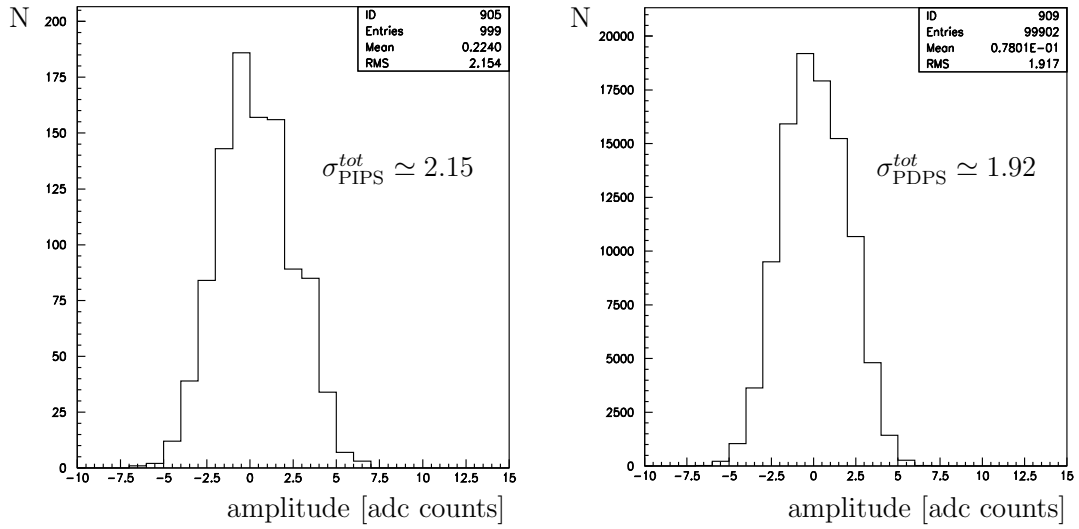 N
200
175
150
125
100
75
50
25
0
-10 -7.5 -5 -2.5 0 2.5 5 7.5 10 12.5 15
amplitude [adc counts]
ID 905
Entries 999
Mean 0.2240
RMS 2.154
σ^{tot}_{PIPS} ≃ 2.15
N
20000
17500
15000
12500
10000
7500
5000
2500
0
-10 -7.5 -5 -2.5 0 2.5 5 7.5 10 12.5 15
amplitude [adc counts]
ID 909
Entries 99902
Mean 0.7801E-01
RMS 1.917
σ^{tot}_{PDPS} ≃ 1.92